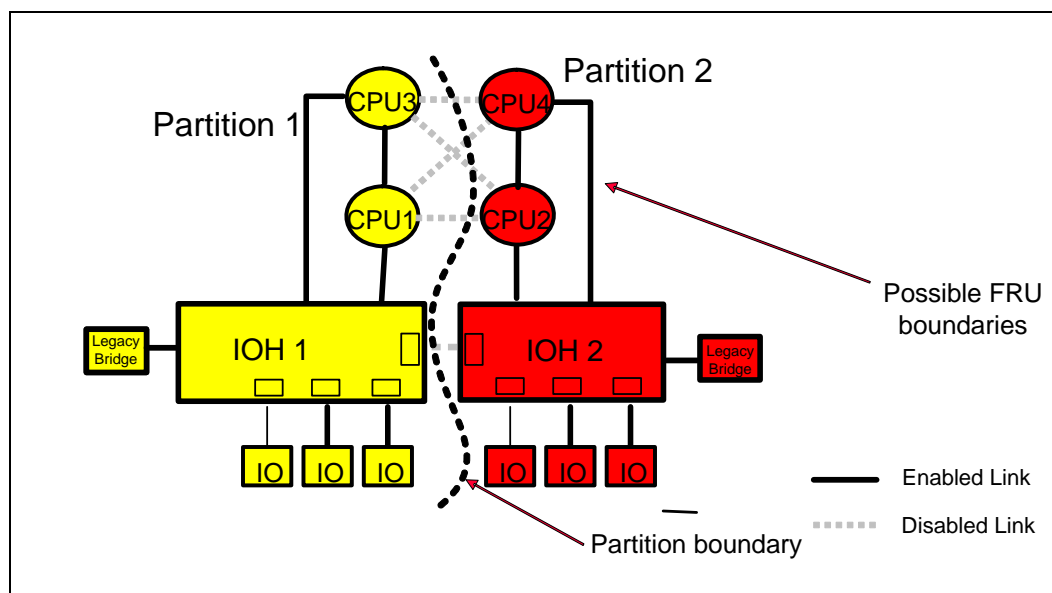 Partition 2
CPU3
CPU4
Partition 1
CPU1
CPU2
Possible FRU
boundaries
Legacy
Bridge
IOH 1
IOH 2
Legacy
Bridge
IO
IO
IO
IO
IO
IO
Enabled Link
Disabled Link
Partition boundary